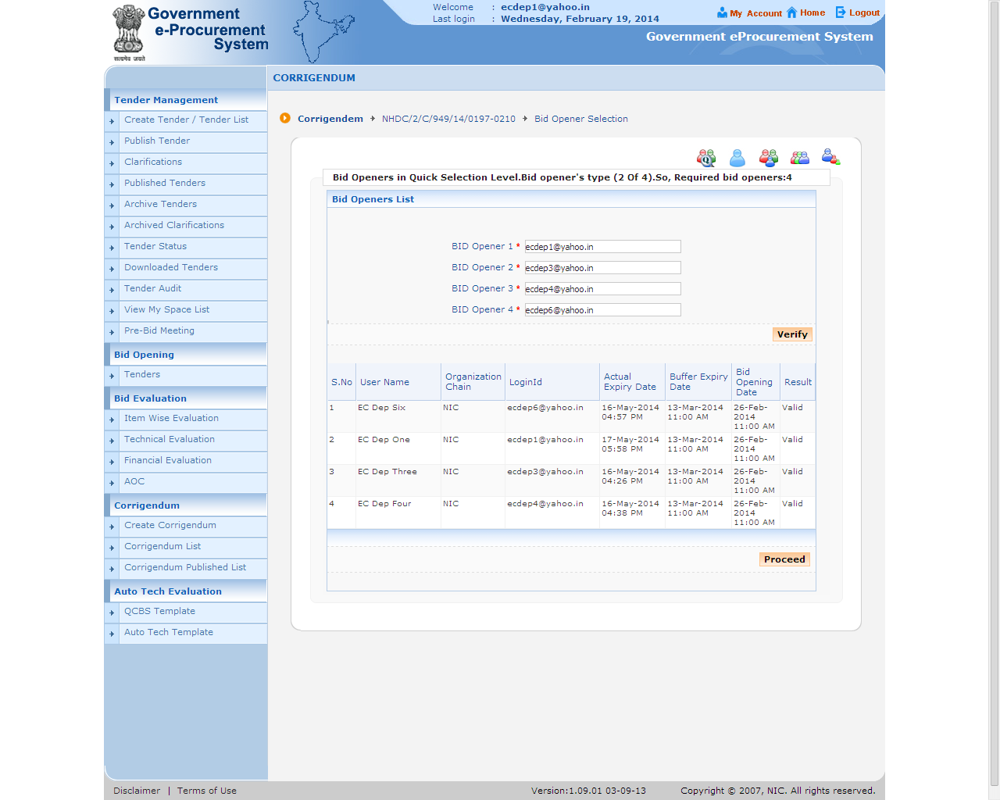 Government
e-Procurement
System
सत्यमेव जयते
Welcome : ecdep1@yahoo.in
Last login : Wednesday, February 19, 2014
My Account Home Logout
Government eProcurement System
CORRIGENDUM
Tender Management
Create Tender / Tender List
Publish Tender
Clarifications
Published Tenders
Archive Tenders
Archived Clarifications
Tender Status
Downloaded Tenders
Tender Audit
View My Space List
Pre-Bid Meeting
Bid Opening
Tenders
Bid Evaluation
Item Wise Evaluation
Technical Evaluation
Financial Evaluation
AOC
Corrigendum
Create Corrigendum
Corrigendum List
Corrigendum Published List
Auto Tech Evaluation
QCBS Template
Auto Tech Template
Corrigendem NHDC/2/C/949/14/0197-0210 Bid Opener Selection
Bid Openers in Quick Selection Level.Bid opener's type (2 Of 4).So, Required bid openers:4
Bid Openers List
BID Opener 1 * ecdep1@yahoo.in
BID Opener 2 * ecdep3@yahoo.in
BID Opener 3 * ecdep4@yahoo.in
BID Opener 4 * ecdep6@yahoo.in
Verify
S.No User Name Organization Chain LoginId Actual Expiry Date Buffer Expiry Date Bid Opening Date Result
1 EC Dep Six NIC ecdep6@yahoo.in 16-May-2014 04:57 PM 13-Mar-2014 11:00 AM 26-Feb-2014 11:00 AM Valid
2 EC Dep One NIC ecdep1@yahoo.in 17-May-2014 05:58 PM 13-Mar-2014 11:00 AM 26-Feb-2014 11:00 AM Valid
3 EC Dep Three NIC ecdep3@yahoo.in 16-May-2014 04:26 PM 13-Mar-2014 11:00 AM 26-Feb-2014 11:00 AM Valid
4 EC Dep Four NIC ecdep4@yahoo.in 16-May-2014 04:38 PM 13-Mar-2014 11:00 AM 26-Feb-2014 11:00 AM Valid
Proceed
Disclaimer | Terms of Use Version:1.09.01 03-09-13 Copyright © 2007, NIC. All rights reserved.